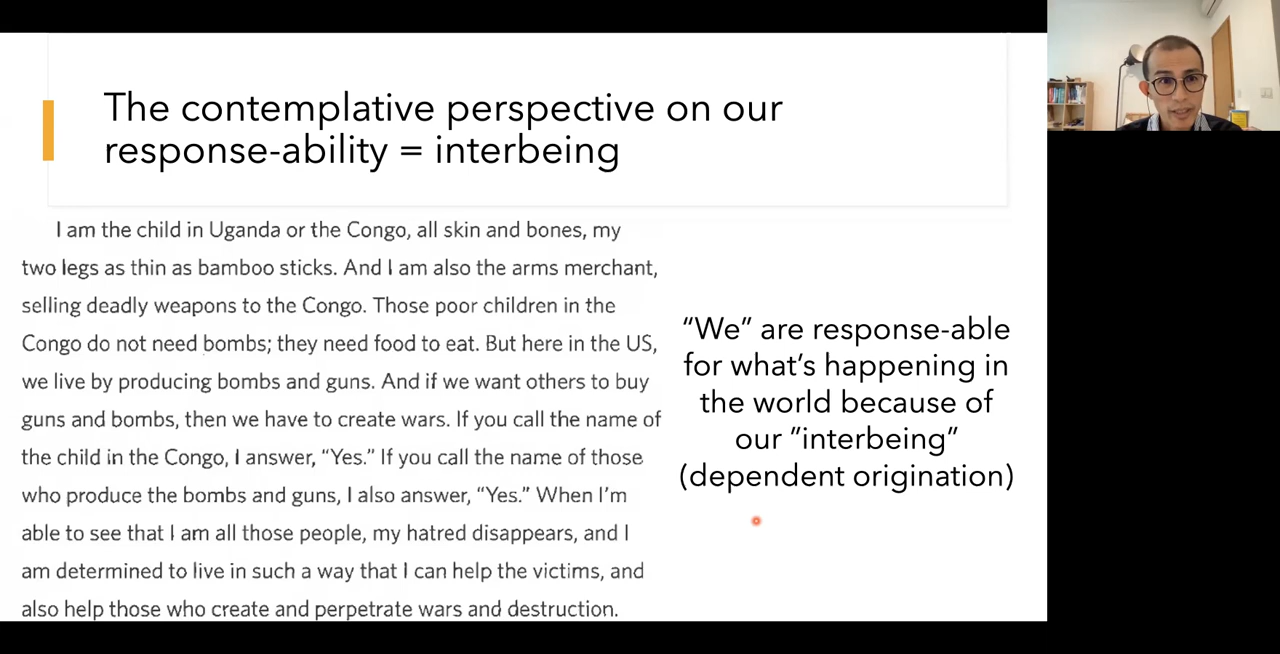 The contemplative perspective on our
response-ability = interbeing
I am the child in Uganda or the Congo, all skin and bones, my
two legs as thin as bamboo sticks. And I am also the arms merchant,
selling deadly weapons to the Congo. Those poor children in the
Congo do not need bombs; they need food to eat. But here in the US,
we live by producing bombs and guns. And if we want others to buy
guns and bombs, then we have to create wars. If you call the name of
the child in the Congo, I answer, “Yes.” If you call the name of those
who produce the bombs and guns, I also answer, “Yes.” When I’m
able to see that I am all those people, my hatred disappears, and I
am determined to live in such a way that I can help the victims, and
also help those who create and perpetrate wars and destruction.
“We” are response-able
for what’s happening in
the world because of
our “interbeing”
(dependent origination)